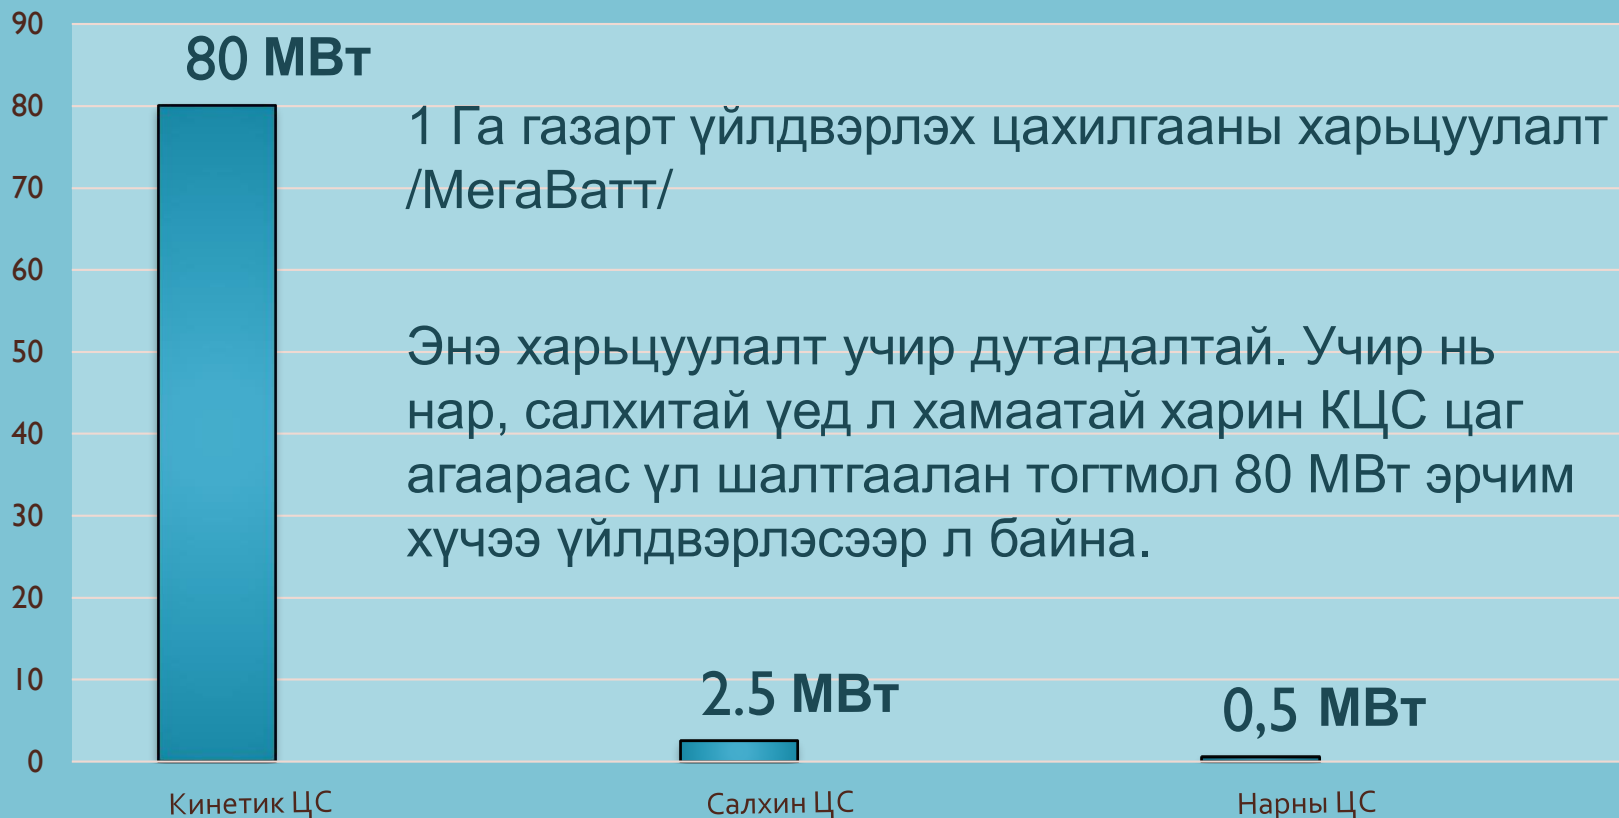 90
80 МВт
80
1 Га газарт үйлдвэрлэх цахилгааны харьцуулалт
/МегаВатт/
70
60
50
Энэ харьцуулалт учир дутагдалтай. Учир нь
нар, салхитай үед л хамаатай харин КЦС цаг
40
агаараас үл шалтгаалан тогтмол 80 МВт эрчим
30
хүчээ үйлдвэрлэсээр л байна.
20
10
2.5 МВт
0,5 МВт
0
Кинетик ЦС
Салхин ЦС
Нарны ЦС